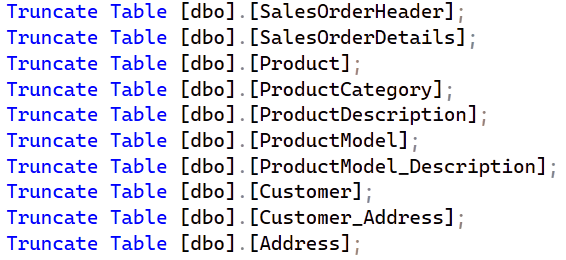 Truncate Table [dbo].[SalesOrderHeader];
Truncate Table [dbo].[SalesOrderDetails];
Truncate Table [dbo].[Product];
Truncate Table [dbo].[ProductCategory];
Truncate Table [dbo].[ProductDescription];
Truncate Table [dbo].[ProductModel];
Truncate Table [dbo].[ProductModel_Description];
Truncate Table [dbo].[Customer];
Truncate Table [dbo].[Customer_Address];
Truncate Table [dbo].[Address];